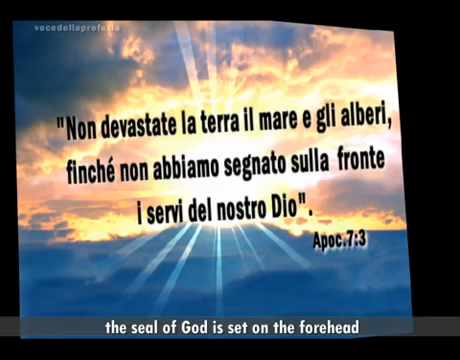 vocedellaprofezia
"Non devastate la terra il mare e gli alberi,
finché non abbiamo segnato sulla fronte
i servi del nostro Dio".
Apoc.7:3
the seal of God is set on the forehead